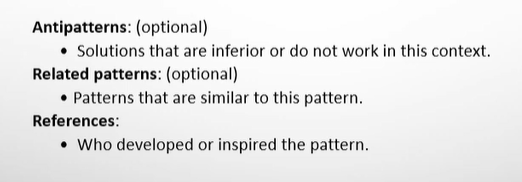 Antipatterns: (optional)
• Solutions that are inferior or do not work in this context.
Related patterns: (optional)
• Patterns that are similar to this pattern.
References:
• Who developed or inspired the pattern.